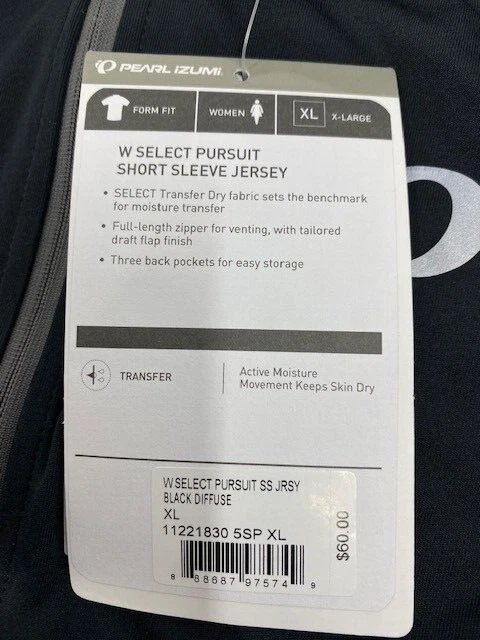 PEARL iZUMi
FORM FIT
WOMEN
XL X-LARGE
W SELECT PURSUIT
SHORT SLEEVE JERSEY
• SELECT Transfer Dry fabric sets the benchmark
for moisture transfer
• Full-length zipper for venting, with tailored
draft flap finish
• Three back pockets for easy storage
TRANSFER
Active Moisture
Movement Keeps Skin Dry
W SELECT PURSUIT SS JRSY
BLACK DIFFUSE
XL
11221830 5SP XL
$60.00
8 88687 97574 9